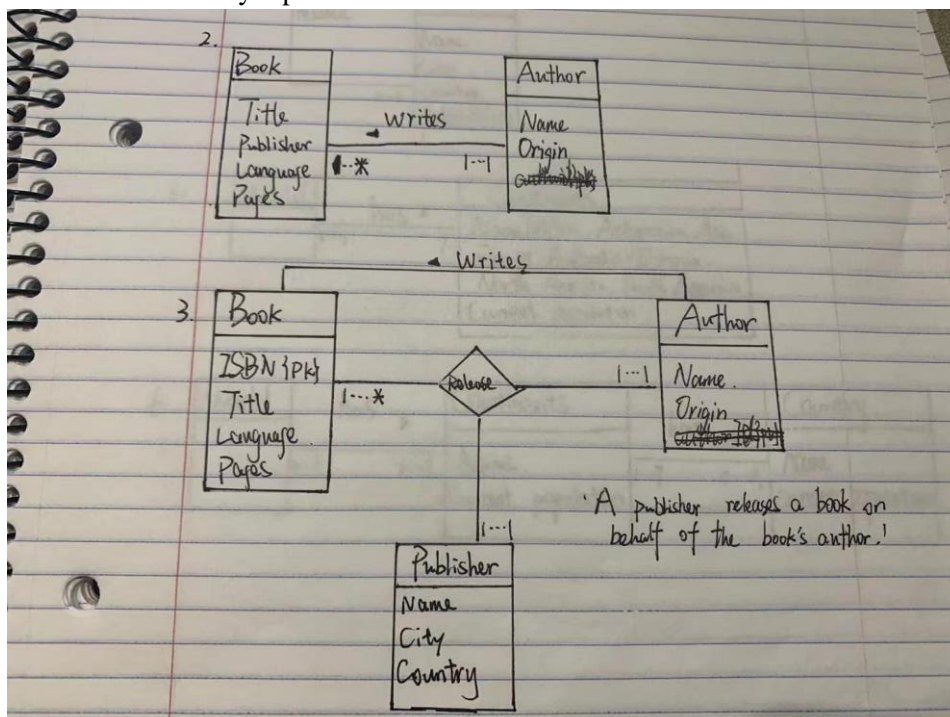 2.
Book
Title
Publisher
Language
Pages
Writes
1...*
1...1
Author
Name
Origin
3.
Writes
Book
ISBN {PK}
Title
Language
Pages
1...*
Release
1...1
Author
Name
Origin
1...1
Publisher
Name
City
Country
'A publisher releases a book on
behalf of the book's author.'